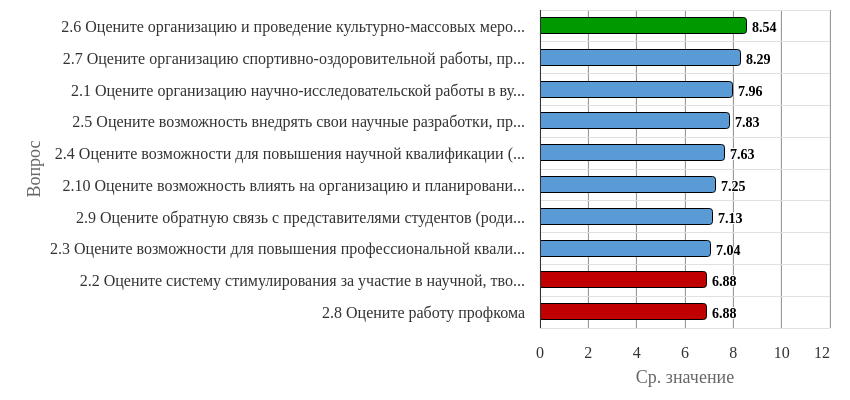 2.6 Оцените организацию и проведение культурно-массовых меро... 8.54
2.7 Оцените организацию спортивно-оздоровительной работы, пр... 8.29
2.1 Оцените организацию научно-исследовательской работы в ву... 7.96
2.5 Оцените возможность внедрять свои научные разработки, пр... 7.83
2.4 Оцените возможности для повышения научной квалификации (... 7.63
2.10 Оцените возможность влиять на организацию и планировани... 7.25
2.9 Оцените обратную связь с представителями студентов (роди... 7.13
2.3 Оцените возможности для повышения профессиональной квали... 7.04
2.2 Оцените систему стимулирования за участие в научной, тво... 6.88
2.8 Оцените работу профкома 6.88
Вопрос
0 2 4 6 8 10 12
Ср. значение